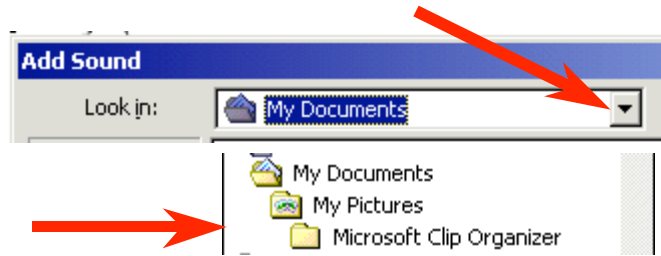 Add Sound
Look in: My Documents
My Documents
My Pictures
Microsoft Clip Organizer